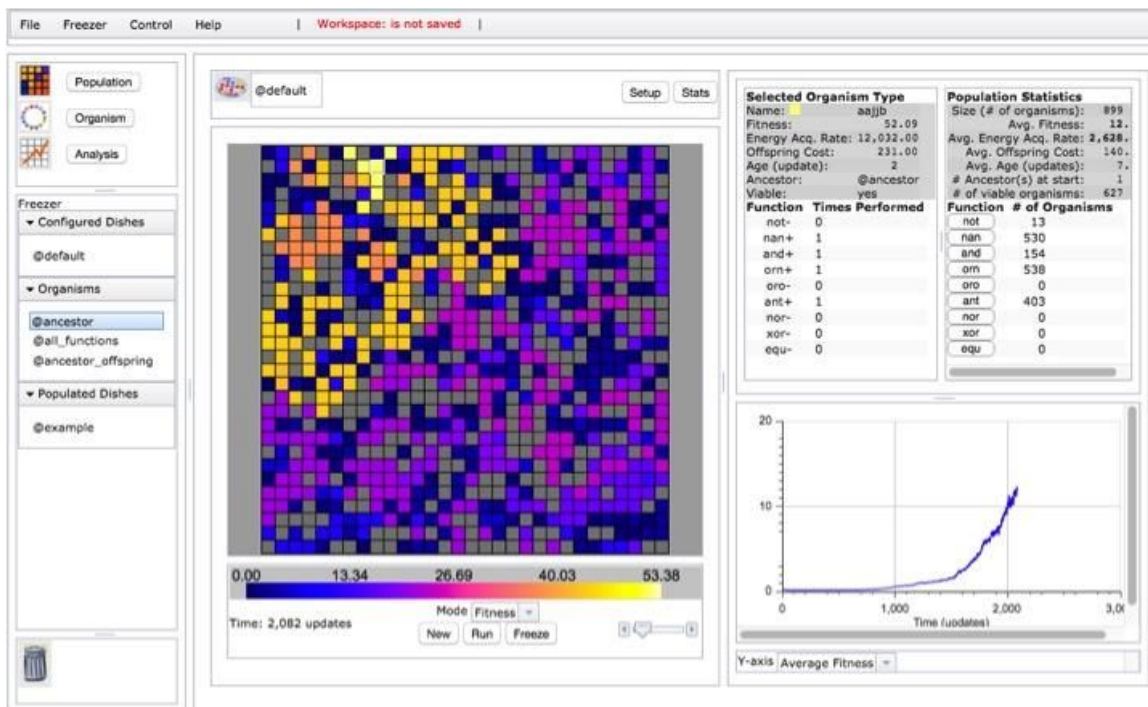 File Freezer Control Help | Workspace: is not saved |
Population
Organism
Analysis
Freezer
Configured Dishes
@default
Organisms
@ancestor
@all_functions
@ancestor_offspring
Populated Dishes
@example
@default
Setup Stats
0.00 13.34 26.69 40.03 53.38
Mode Fitness
Time: 2,082 updates
New Run Freeze
Selected Organism Type
Name: aajjb
Fitness: 52.09
Energy Acq. Rate: 12,032.00
Offspring Cost: 231.00
Age (update): 2
Ancestor: @ancestor
Viable: yes
Function Times Performed
not- 0
nan+ 1
and+ 1
orn+ 1
oro- 0
ant+ 1
nor- 0
xor- 0
equ- 0
Population Statistics
Size (# of organisms): 899
Avg. Fitness: 12.
Avg. Energy Acq. Rate: 2,628.
Avg. Offspring Cost: 140.
Avg. Age (updates): 7.
# Ancestor(s) at start: 1
# of viable organisms: 627
Function # of Organisms
not 13
nan 530
and 154
orn 538
oro 0
ant 403
nor 0
xor 0
equ 0
20
10
0
0 1,000 2,000 3,0
Time (updates)
Y-axis Average Fitness